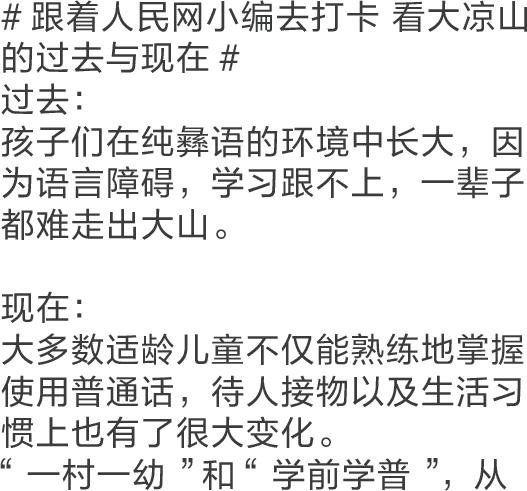 # 跟着人民网小编去打卡 看大凉山
的过去与现在 #
过去：
孩子们在纯彝语的环境中长大，因
为语言障碍，学习跟不上，一辈子
都难走出大山。
现在：
大多数适龄儿童不仅能熟练地掌握
使用普通话，待人接物以及生活习
惯上也有了很大变化。
“ 一村一幼 ”和“ 学前学普 ”，从